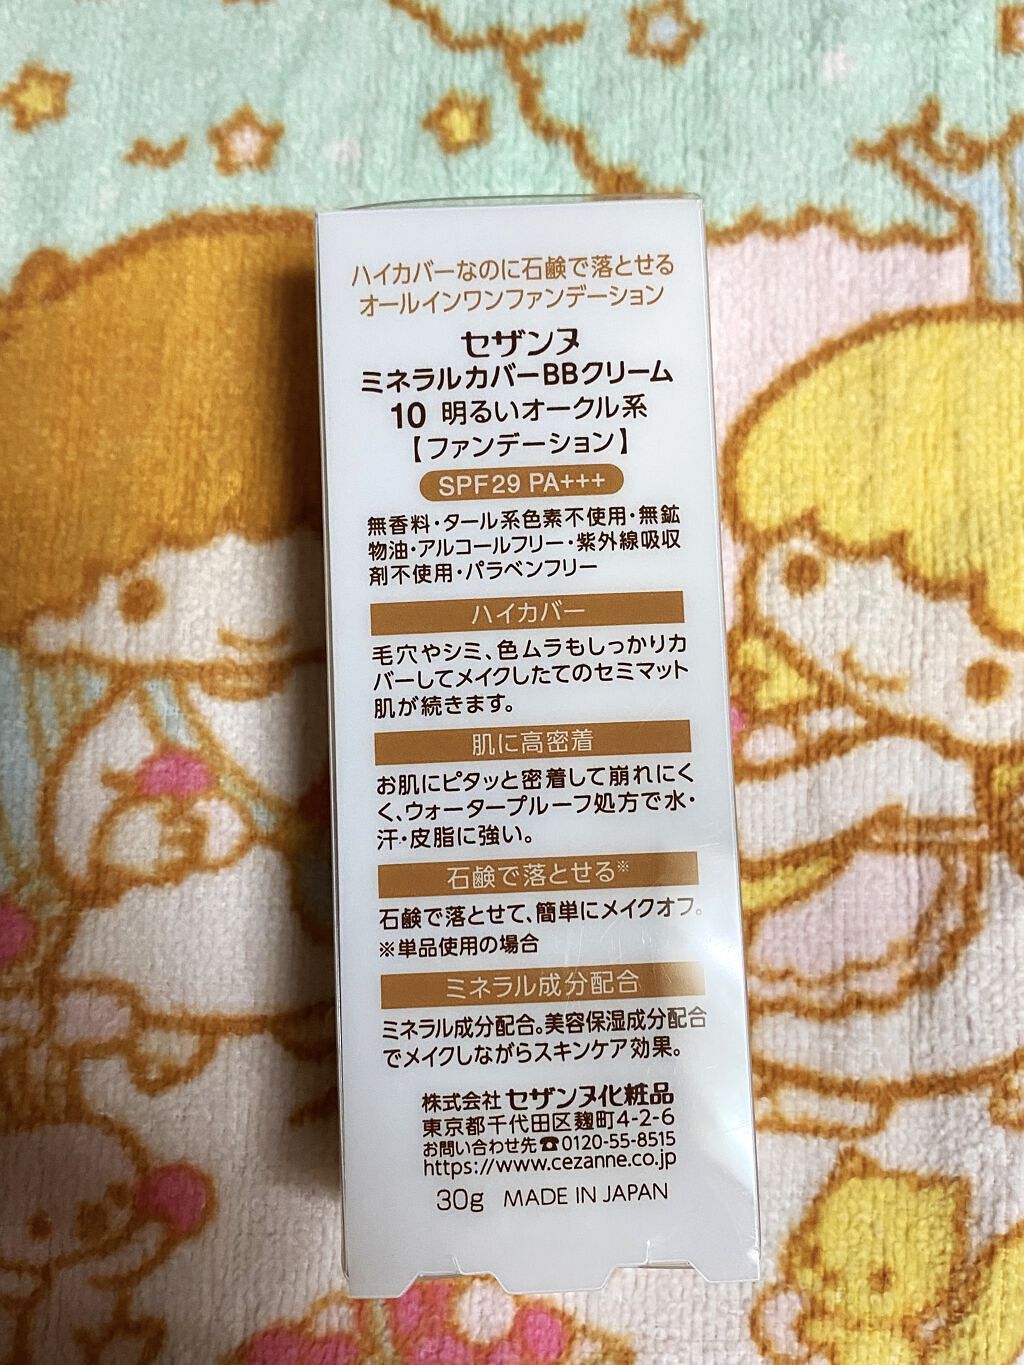 ハイカバーなのに石鹸で落とせる
オールインワンファンデーション
セザンヌ
ミネラルカバーBBクリーム
10 明るいオークル系
【ファンデーション】
SPF29 PA+++
無香料・タール系色素不使用・無鉱
物油・アルコールフリー・紫外線吸収
剤不使用・パラベンフリー
ハイカバー
毛穴やシミ、色ムラもしっかりカ
バーしてメイクしたてのセミマット
肌が続きます。
肌に高密着
お肌にピタッと密着して崩れにく
く、ウォータープルーフ処方で水・
汗・皮脂に強い。
石鹸で落とせる※
石鹸で落とせて、簡単にメイクオフ。
※単品使用の場合
ミネラル成分配合
ミネラル成分配合。美容保湿成分配合
でメイクしながらスキンケア効果。
株式会社 セザンヌ化粧品
東京都千代田区麹町4-2-6
お問い合わせ先☎0120-55-8515
https://www.cezanne.co.jp
30g MADE IN JAPAN